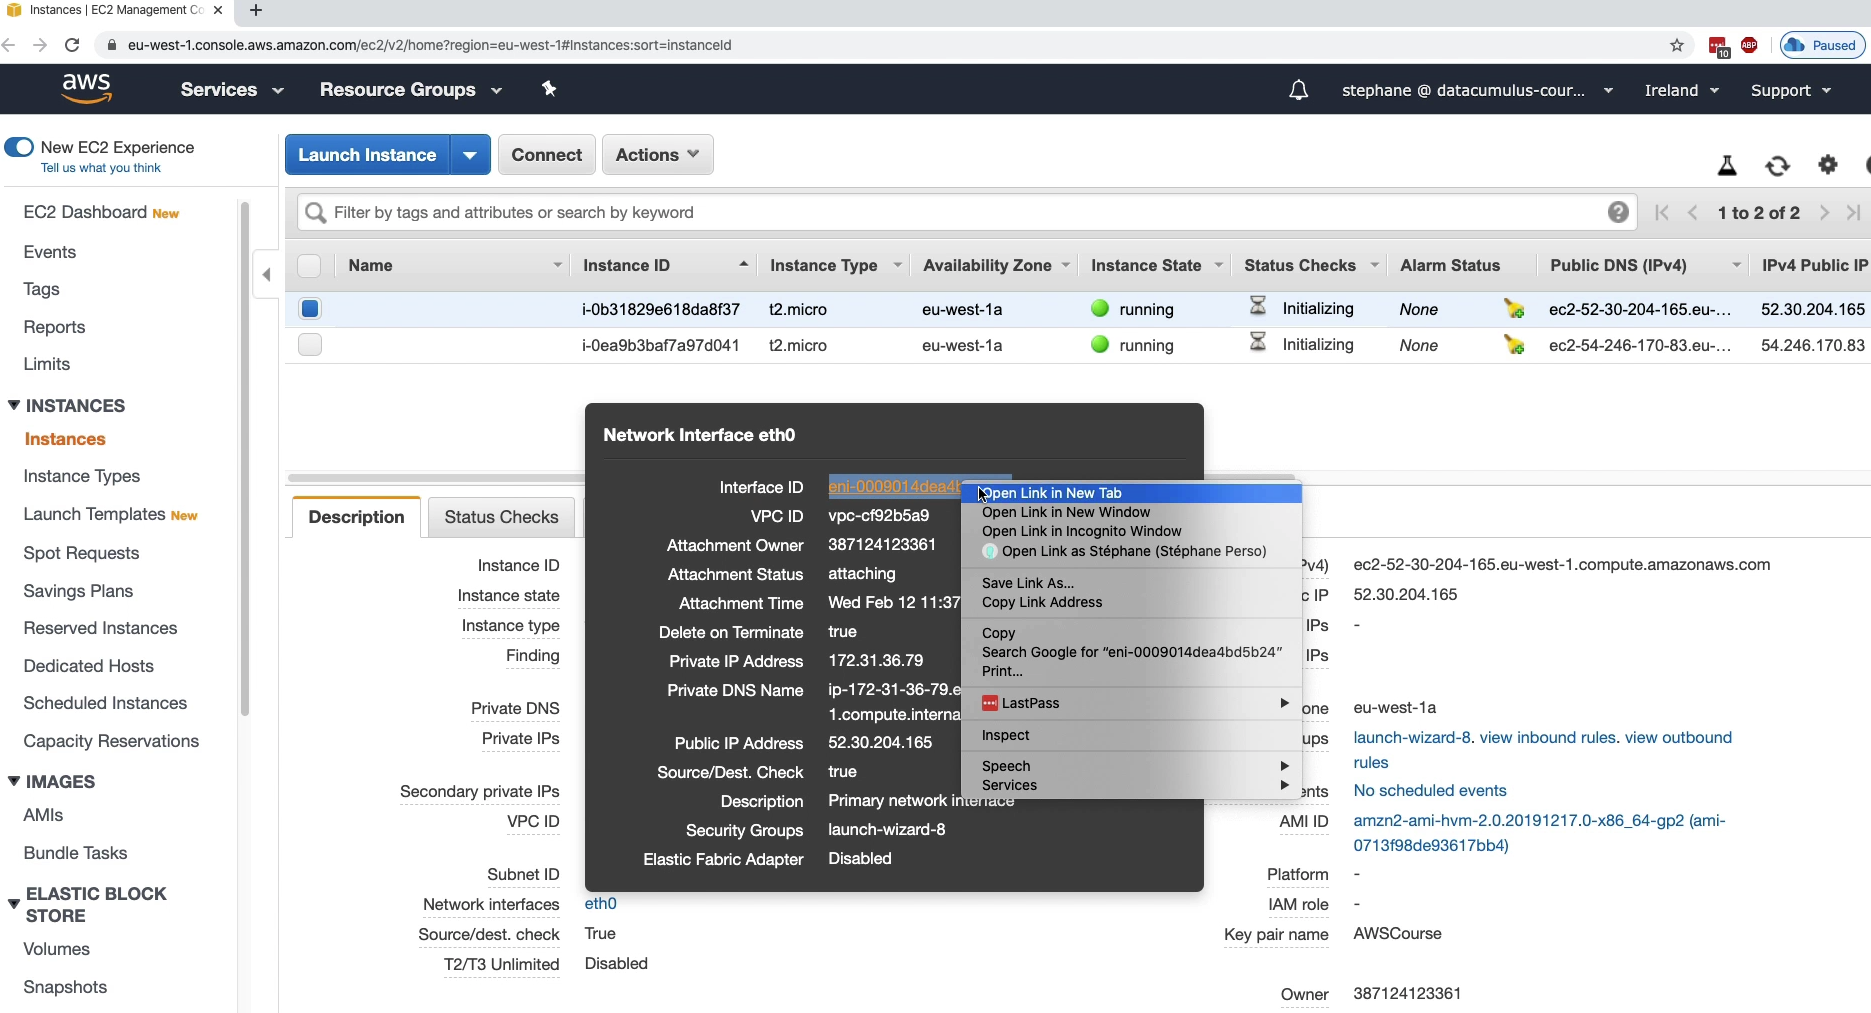 Instances | EC2 Management Co
eu-west-1.console.aws.amazon.com/ec2/v2/home?region=eu-west-1#Instances:sort=instanceId
10
ABP
Paused
aws
Services
Resource Groups
stephane @ datacumulus-cour...
Ireland
Support
New EC2 Experience
Tell us what you think
Launch Instance
Connect
Actions
Filter by tags and attributes or search by keyword
1 to 2 of 2
Name
Instance ID
Instance Type
Availability Zone
Instance State
Status Checks
Alarm Status
Public DNS (IPv4)
IPv4 Public IP
i-0b31829e618da8f37 t2.micro eu-west-1a running Initializing None ec2-52-30-204-165.eu-... 52.30.204.165
i-0ea9b3baf7a97d041 t2.micro eu-west-1a running Initializing None ec2-54-246-170-83.eu-... 54.246.170.83
EC2 Dashboard New
Events
Tags
Reports
Limits
INSTANCES
Instances
Instance Types
Launch Templates New
Spot Requests
Savings Plans
Reserved Instances
Dedicated Hosts
Scheduled Instances
Capacity Reservations
IMAGES
AMIs
Bundle Tasks
ELASTIC BLOCK
STORE
Volumes
Snapshots
Description
Status Checks
Instance ID
Instance state
Instance type
Finding
Private DNS
Private IPs
Secondary private IPs
VPC ID
Subnet ID
Network interfaces eth0
Source/dest. check True
T2/T3 Unlimited Disabled
Network Interface eth0
Interface ID eni-0009014dea4b
VPC ID vpc-cf92b5a9
Attachment Owner 387124123361
Attachment Status attaching
Attachment Time Wed Feb 12 11:37
Delete on Terminate true
Private IP Address 172.31.36.79
Private DNS Name ip-172-31-36-79.e
1.compute.interna
Public IP Address 52.30.204.165
Source/Dest. Check true
Description Primary network interface
Security Groups launch-wizard-8
Elastic Fabric Adapter Disabled
Open Link in New Tab
Open Link in New Window
Open Link in Incognito Window
Open Link as Stéphane (Stéphane Perso)
Save Link As...
Copy Link Address
Copy
Search Google for “eni-0009014dea4bd5b24”
Print...
LastPass
Inspect
Speech
Services
Pv4) ec2-52-30-204-165.eu-west-1.compute.amazonaws.com
c IP 52.30.204.165
IPs -
IPs
one eu-west-1a
ups launch-wizard-8. view inbound rules. view outbound
rules
ents No scheduled events
AMI ID amzn2-ami-hvm-2.0.20191217.0-x86_64-gp2 (ami-
0713f98de93617bb4)
Platform -
IAM role -
Key pair name AWSCourse
Owner 387124123361